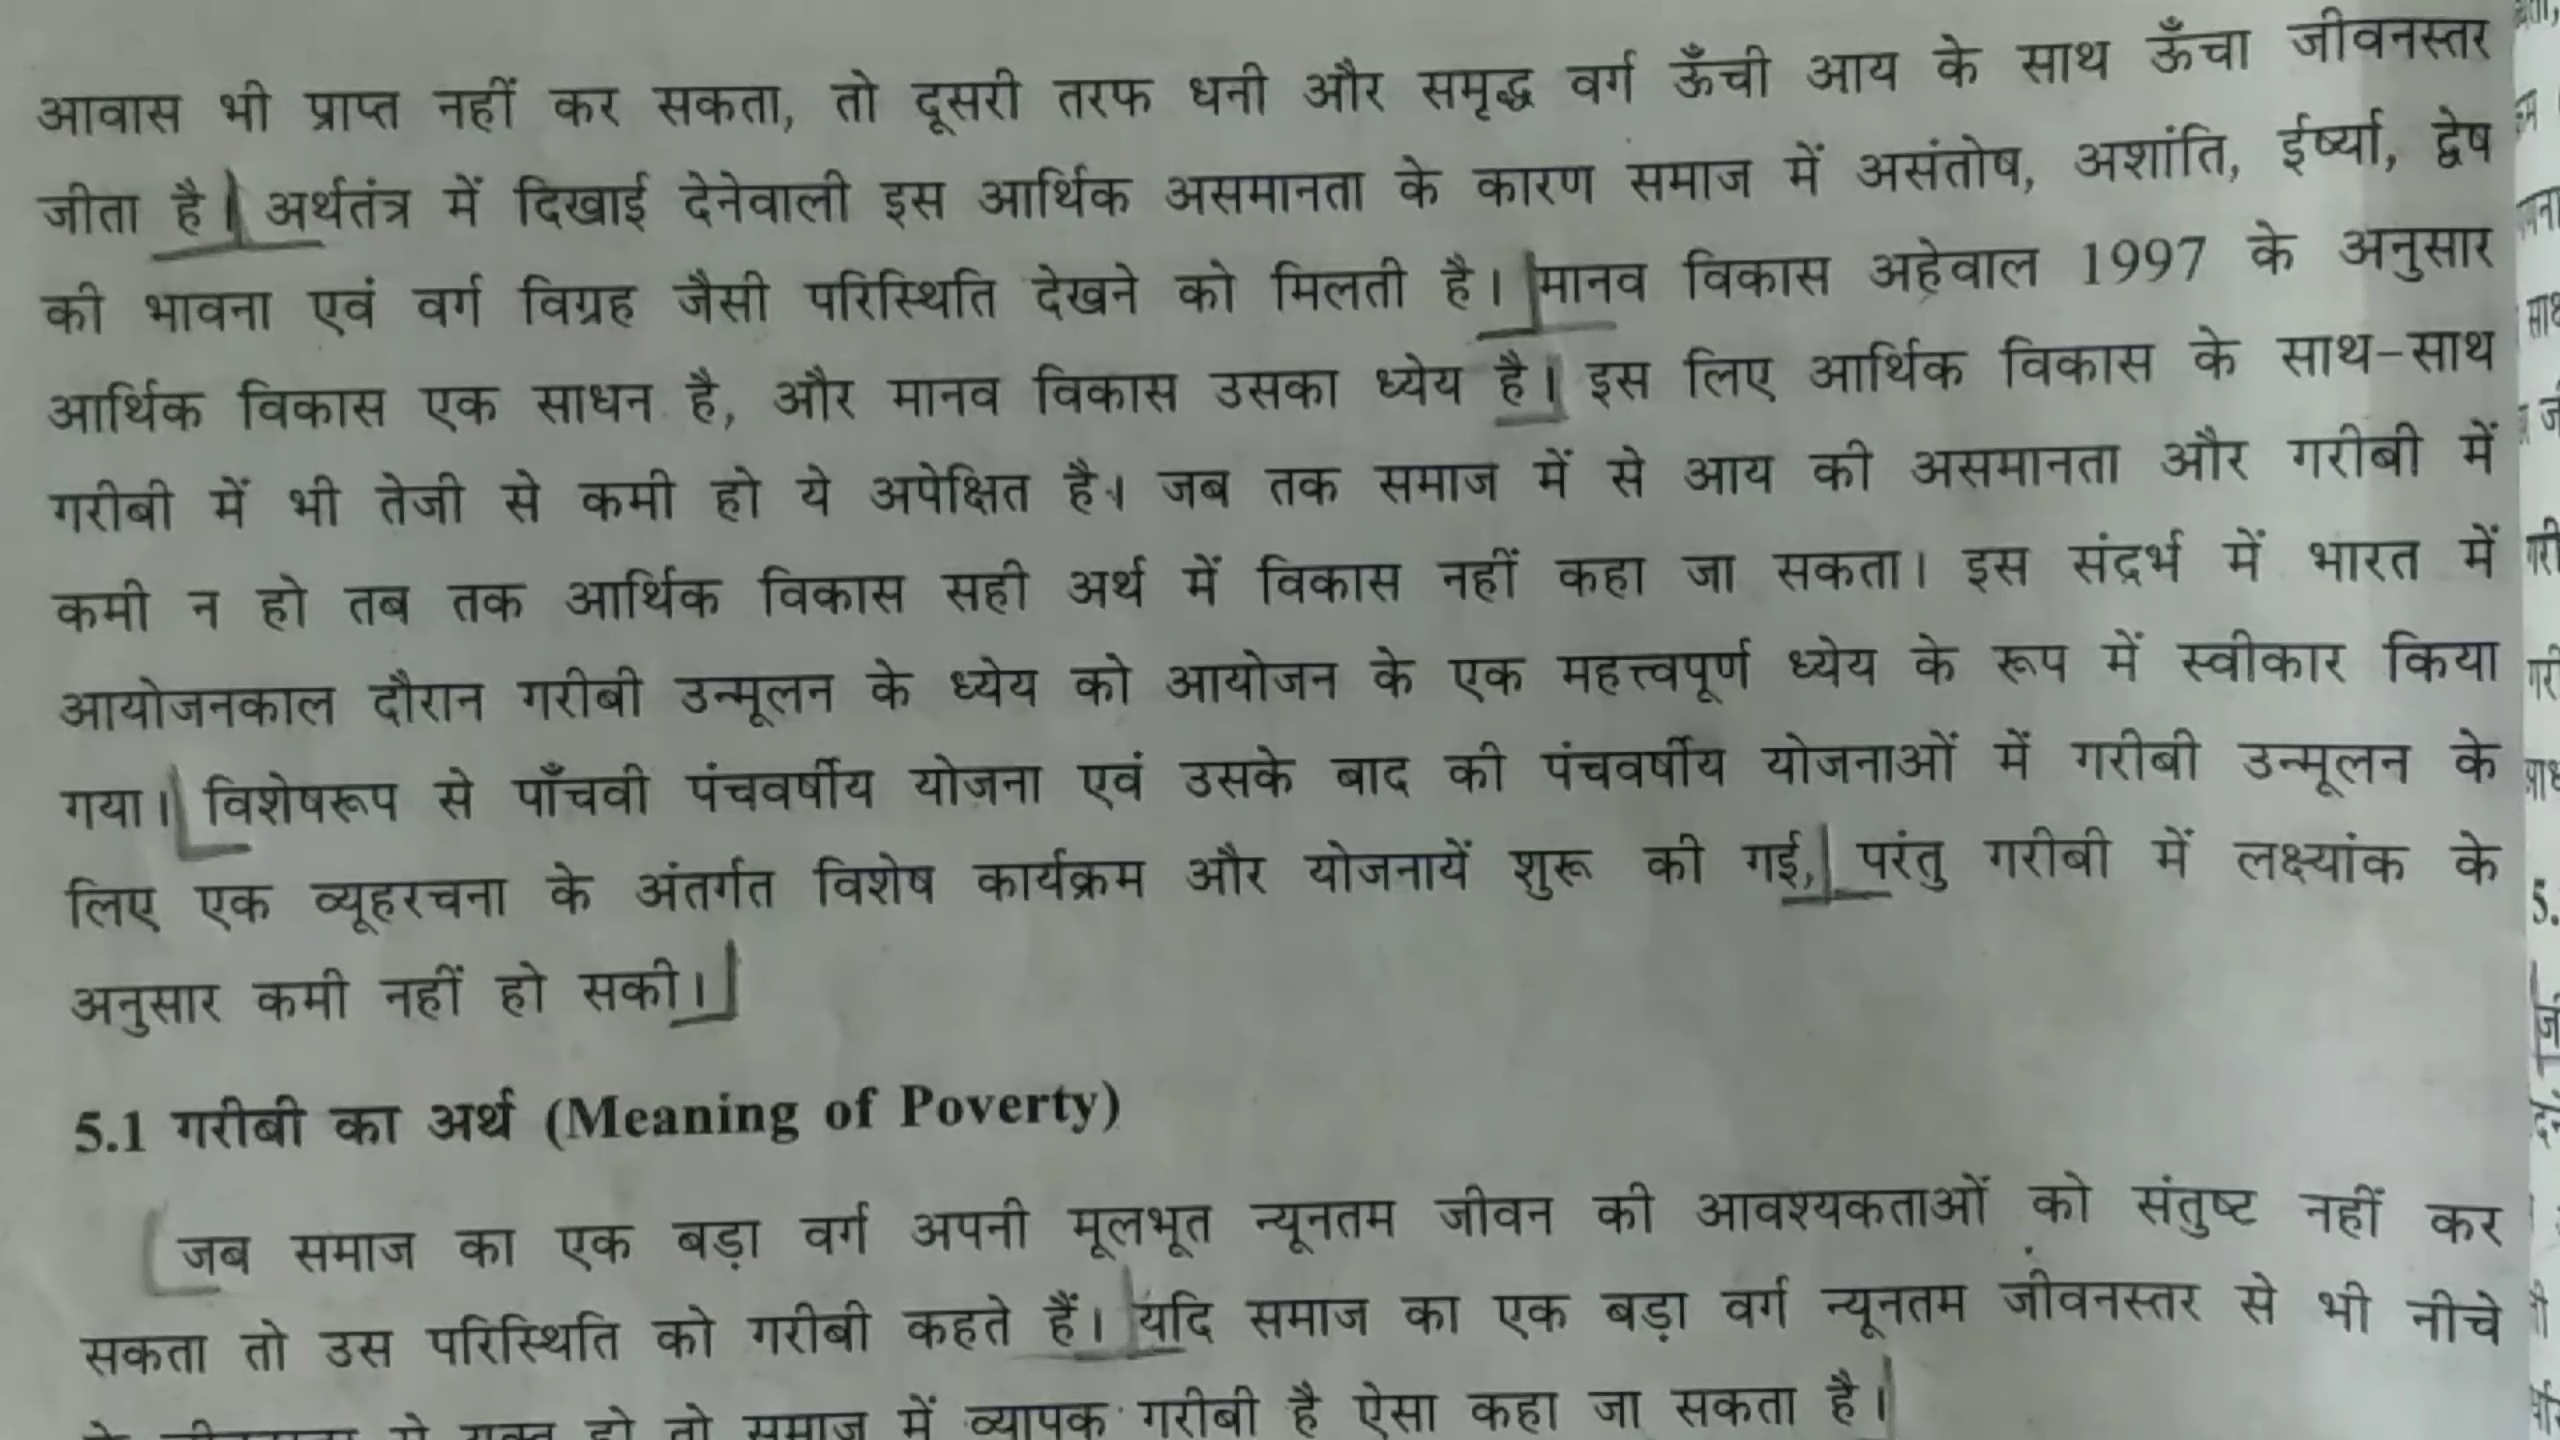 आवास भी प्राप्त नहीं कर सकता, तो दूसरी तरफ धनी और समृद्ध वर्ग ऊँची आय के साथ ऊँचा जीवनस्तर
जीता है। अर्थतंत्र में दिखाई देनेवाली इस आर्थिक असमानता के कारण समाज में असंतोष, अशांति, ईर्ष्या, द्वेष
की भावना एवं वर्ग विग्रह जैसी परिस्थिति देखने को मिलती है। मानव विकास अहेवाल 1997 के अनुसार
आर्थिक विकास एक साधन है, और मानव विकास उसका ध्येय है। इस लिए आर्थिक विकास के साथ-साथ
गरीबी में भी तेजी से कमी हो ये अपेक्षित है। जब तक समाज में से आय की असमानता और गरीबी में
कमी न हो तब तक आर्थिक विकास सही अर्थ में विकास नहीं कहा जा सकता। इस संदर्भ में भारत में
आयोजनकाल दौरान गरीबी उन्मूलन के ध्येय को आयोजन के एक महत्त्वपूर्ण ध्येय के रूप में स्वीकार किया
गया। विशेषरूप से पाँचवी पंचवर्षीय योजना एवं उसके बाद की पंचवर्षीय योजनाओं में गरीबी उन्मूलन के
लिए एक व्यूहरचना के अंतर्गत विशेष कार्यक्रम और योजनायें शुरू की गई, परंतु गरीबी में लक्ष्यांक के
अनुसार कमी नहीं हो सकी।
5.1 गरीबी का अर्थ (Meaning of Poverty)
जब समाज का एक बड़ा वर्ग अपनी मूलभूत न्यूनतम जीवन की आवश्यकताओं को संतुष्ट नहीं कर
सकता तो उस परिस्थिति को गरीबी कहते हैं। यदि समाज का एक बड़ा वर्ग न्यूनतम जीवनस्तर से भी नीचे
हो तो समाज में व्यापक गरीबी है ऐसा कहा जा सकता है।